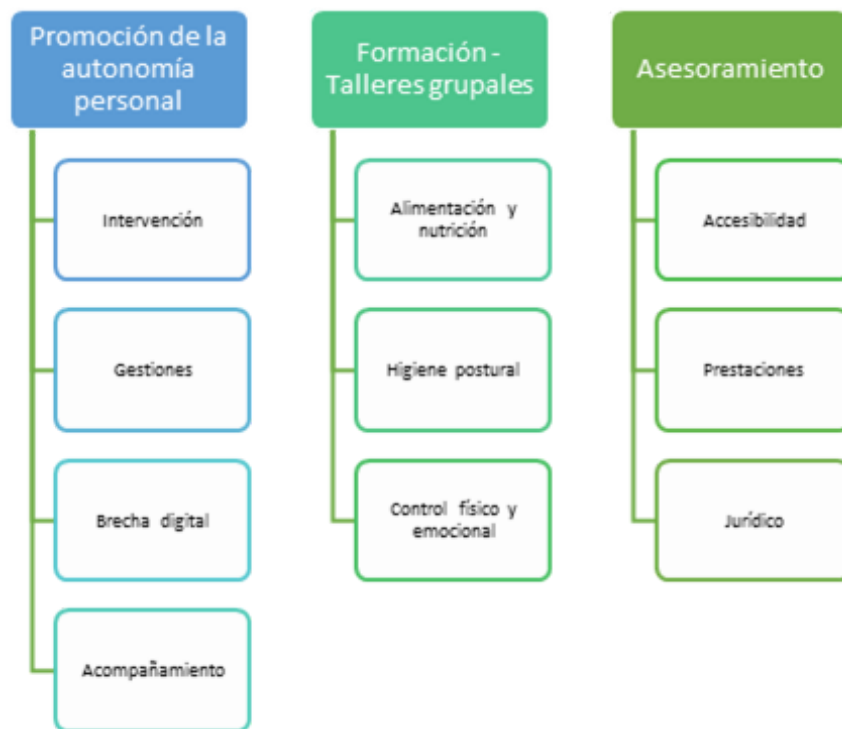 Promoción de la
autonomía
personal
Intervención
Gestiones
Brecha digital
Acompañamiento
Formación -
Talleres grupales
Alimentación y
nutrición
Higiene postural
Control físico y
emocional
Asesoramiento
Accesibilidad
Prestaciones
Jurídico